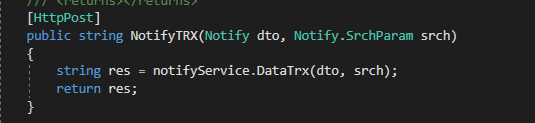 /// <returns></returns>
[HttpPost]
public string NotifyTRX(Notify dto, Notify.SrchParam srch)
{
string res = notifyService.DataTrx(dto, srch);
return res;
}